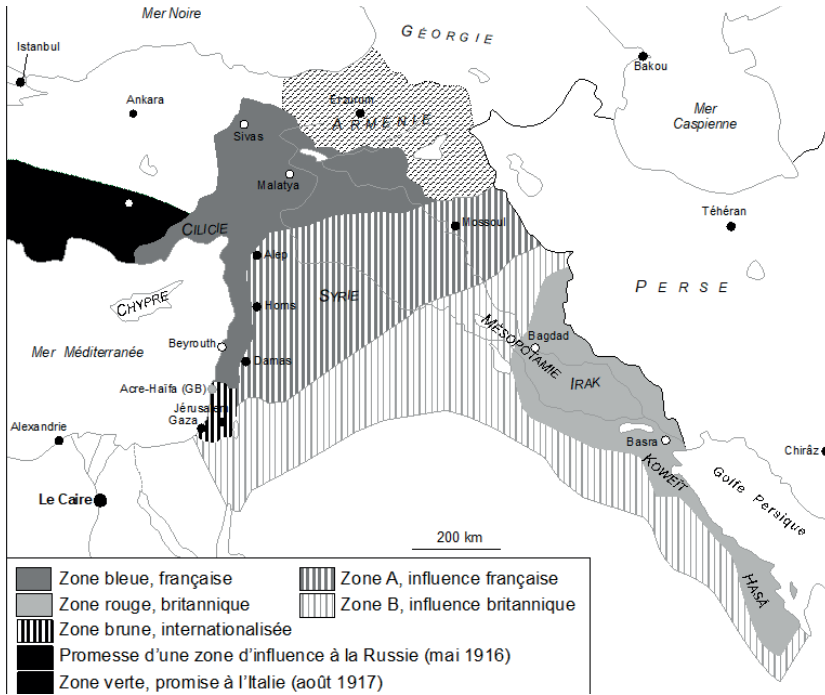 Mer Noire
Istanbul
GÉORGIE
Bakou
Ankara
Erzurum
ARMÉNIE
Mer
Caspienne
Sivas
Malatya
Téhéran
CILICIE
Mossoul
Alep
SYRIE
PERSE
CHYPRE
Homs
MÉSOPOTAMIE
Bagdad
Beyrouth
Mer Méditerranée
Damas
IRAK
Acre-Haïfa (GB)
Jérusalem
Gaza
Alexandrie
Basra
Chirâz
KOWEIT
Golfe Persique
Le Caire
200 km
HASÂ
Zone bleue, française
Zone A, influence française
Zone rouge, britannique
Zone B, influence britannique
Zone brune, internationalisée
Promesse d'une zone d'influence à la Russie (mai 1916)
Zone verte, promise à l'Italie (août 1917)